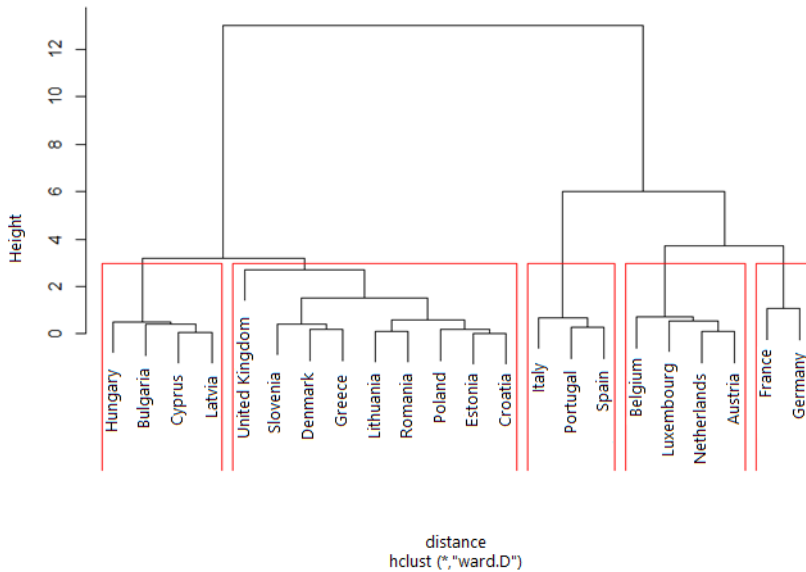 12
10
8
6
4
2
0
Height
Hungary
Bulgaria
Cyprus
Latvia
United Kingdom
Slovenia
Denmark
Greece
Lithuania
Romania
Poland
Estonia
Croatia
Italy
Portugal
Spain
Belgium
Luxembourg
Netherlands
Austria
France
Germany
distance
hclust (*,"ward.D")